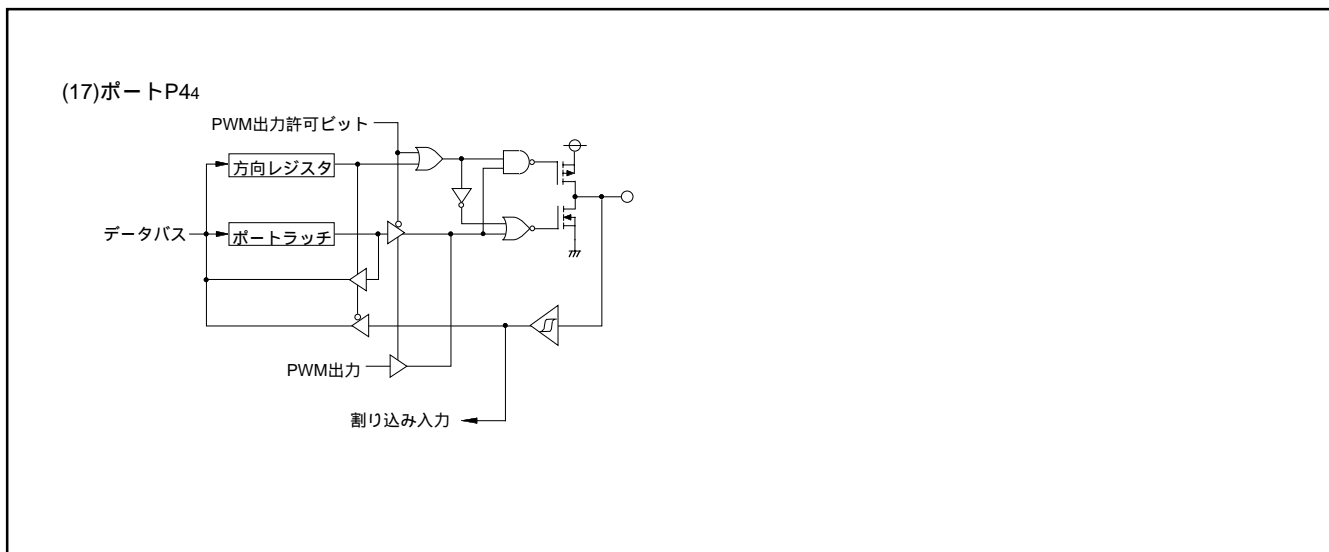 (17)ポートP44
PWM出力許可ビット
方向レジスタ
データバス
ポートラッチ
PWM出力
割り込み入力